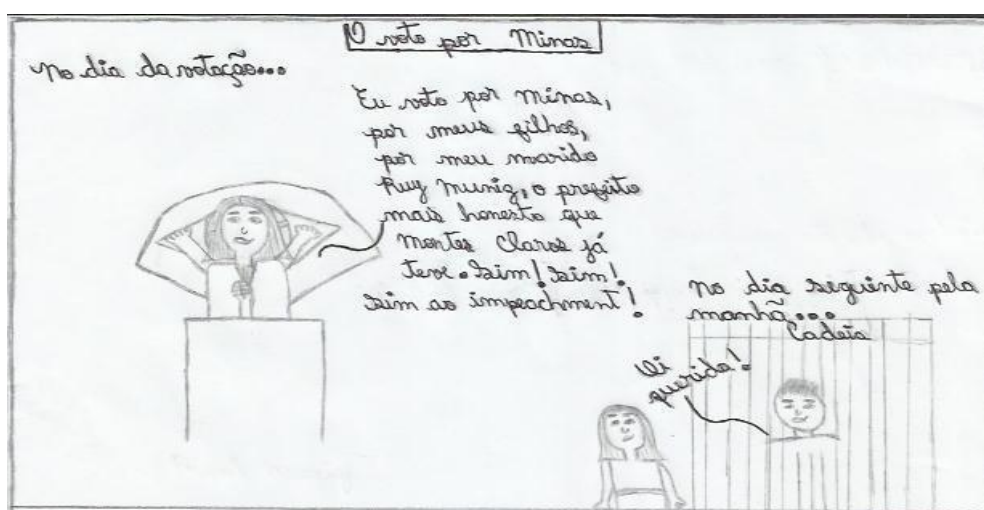 O voto por Minas
No dia da votação...
Eu voto por minas,
por meus filhos,
por meu marido
Ruy Muniz, o prefeito
mais honesto que
Montes Claros já
teve. Sim! Sim!
Sim ao impeachment!
No dia seguinte pela
manhã...
Cadeia
Oi
querida!